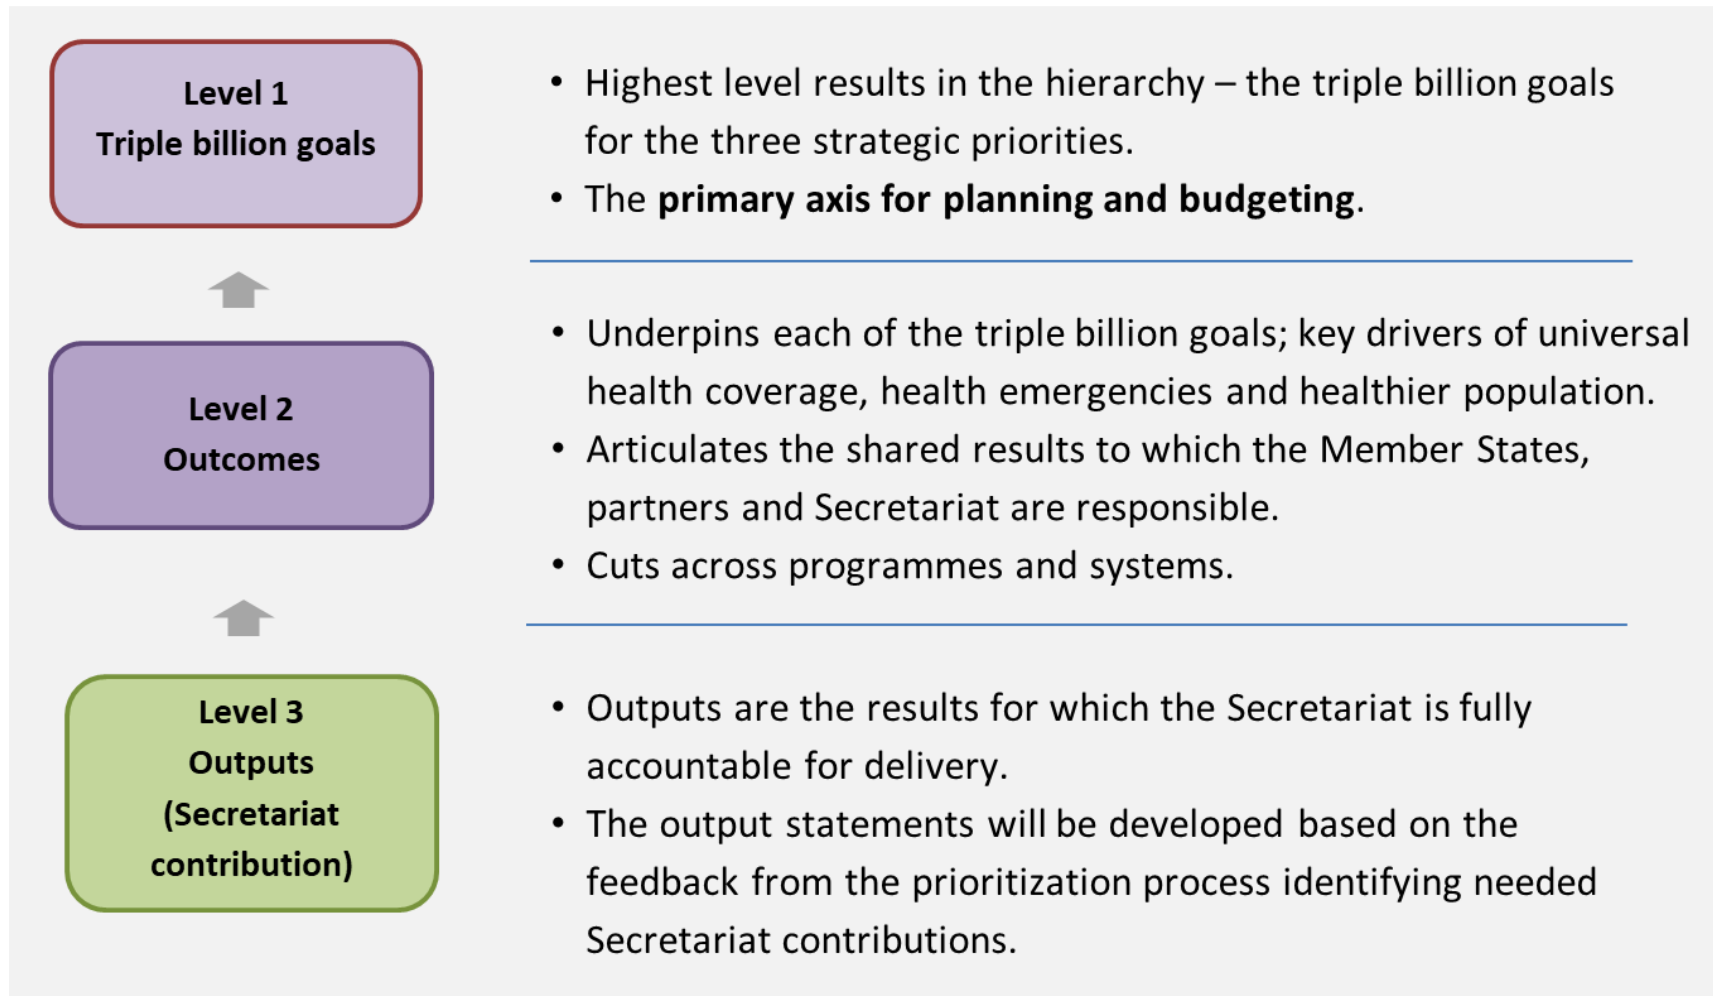 Level 1
Triple billion goals
• Highest level results in the hierarchy – the triple billion goals
for the three strategic priorities.
• The primary axis for planning and budgeting.
Level 2
Outcomes
• Underpins each of the triple billion goals; key drivers of universal
health coverage, health emergencies and healthier population.
• Articulates the shared results to which the Member States,
partners and Secretariat are responsible.
• Cuts across programmes and systems.
Level 3
Outputs
(Secretariat
contribution)
• Outputs are the results for which the Secretariat is fully
accountable for delivery.
• The output statements will be developed based on the
feedback from the prioritization process identifying needed
Secretariat contributions.